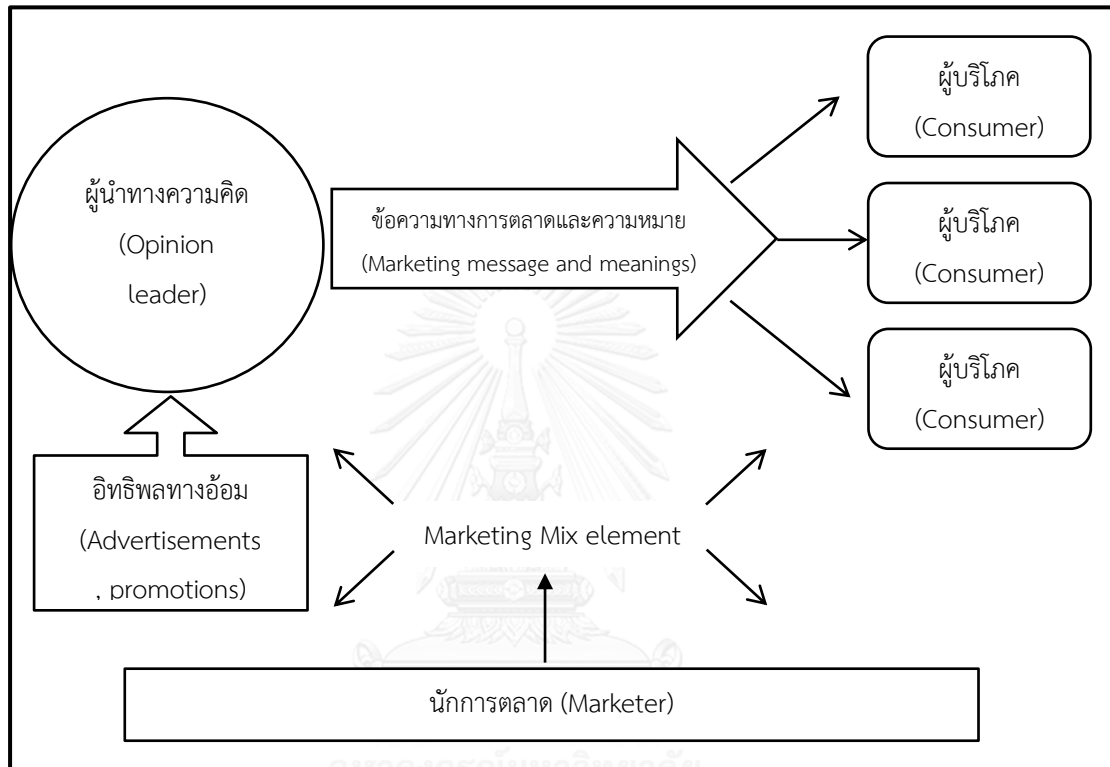 ผู้นำทางความคิด
(Opinion
leader)
ข้อความทางการตลาดและความหมาย
(Marketing message and meanings)
ผู้บริโภค
(Consumer)
ผู้บริโภค
(Consumer)
ผู้บริโภค
(Consumer)
อิทธิพลทางอ้อม
(Advertisements
, promotions)
Marketing Mix element
นักการตลาด (Marketer)